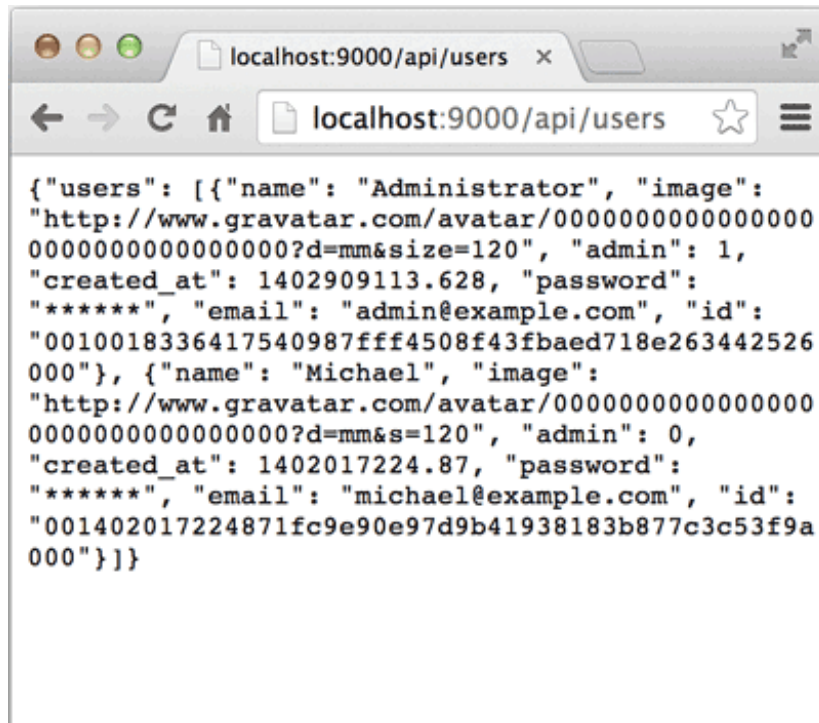 localhost:9000/api/users
localhost:9000/api/users
{"users": [{"name": "Administrator", "image":
"http://www.gravatar.com/avatar/0000000000000000
0000000000000000?d=mm&size=120", "admin": 1,
"created_at": 1402909113.628, "password":
"******", "email": "admin@example.com", "id":
"0010018336417540987fff4508f43fbaed718e263442526
000"}, {"name": "Michael", "image":
"http://www.gravatar.com/avatar/0000000000000000
0000000000000000?d=mm&s=120", "admin": 0,
"created_at": 1402017224.87, "password":
"******", "email": "michael@example.com", "id":
"001402017224871fc9e90e97d9b41938183b877c3c53f9a
000"}]}